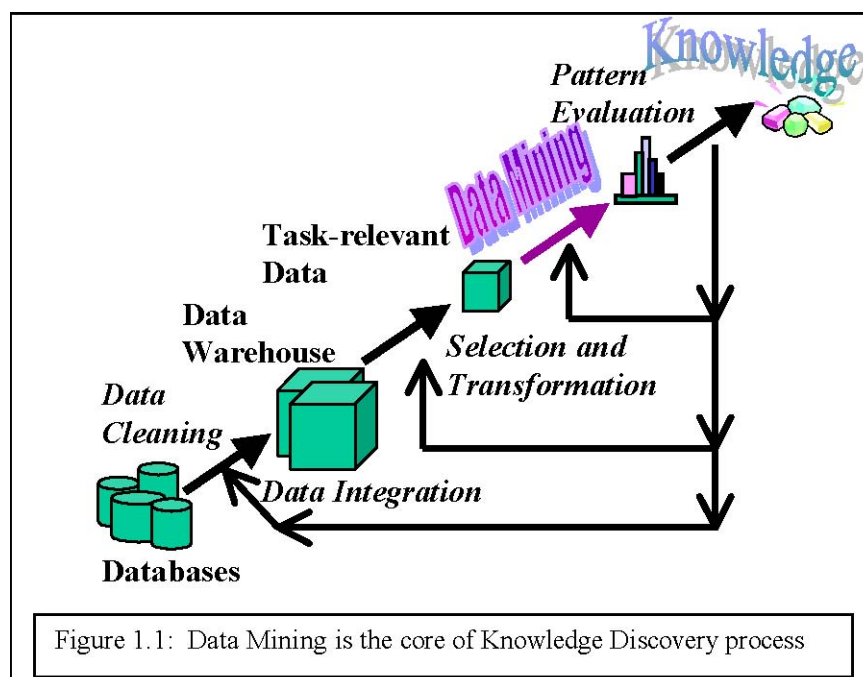 Knowledge
Pattern
Evaluation
Data Mining
Task-relevant
Data
Data
Warehouse
Selection and
Transformation
Data
Cleaning
Data Integration
Databases
Figure 1.1: Data Mining is the core of Knowledge Discovery process